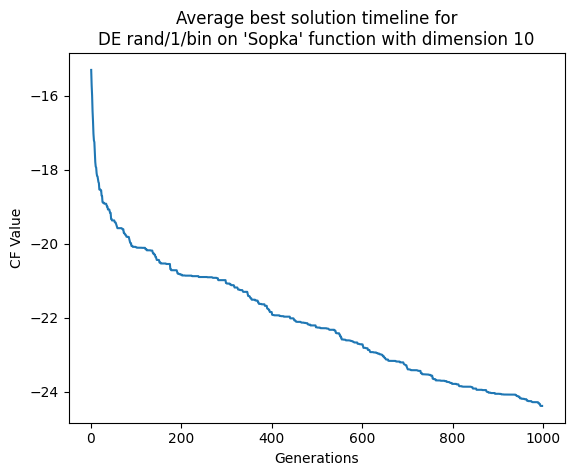 Average best solution timeline for
DE rand/1/bin on 'Sopka' function with dimension 10
CF Value
−16
−18
−20
−22
−24
0 200 400 600 800 1000
Generations